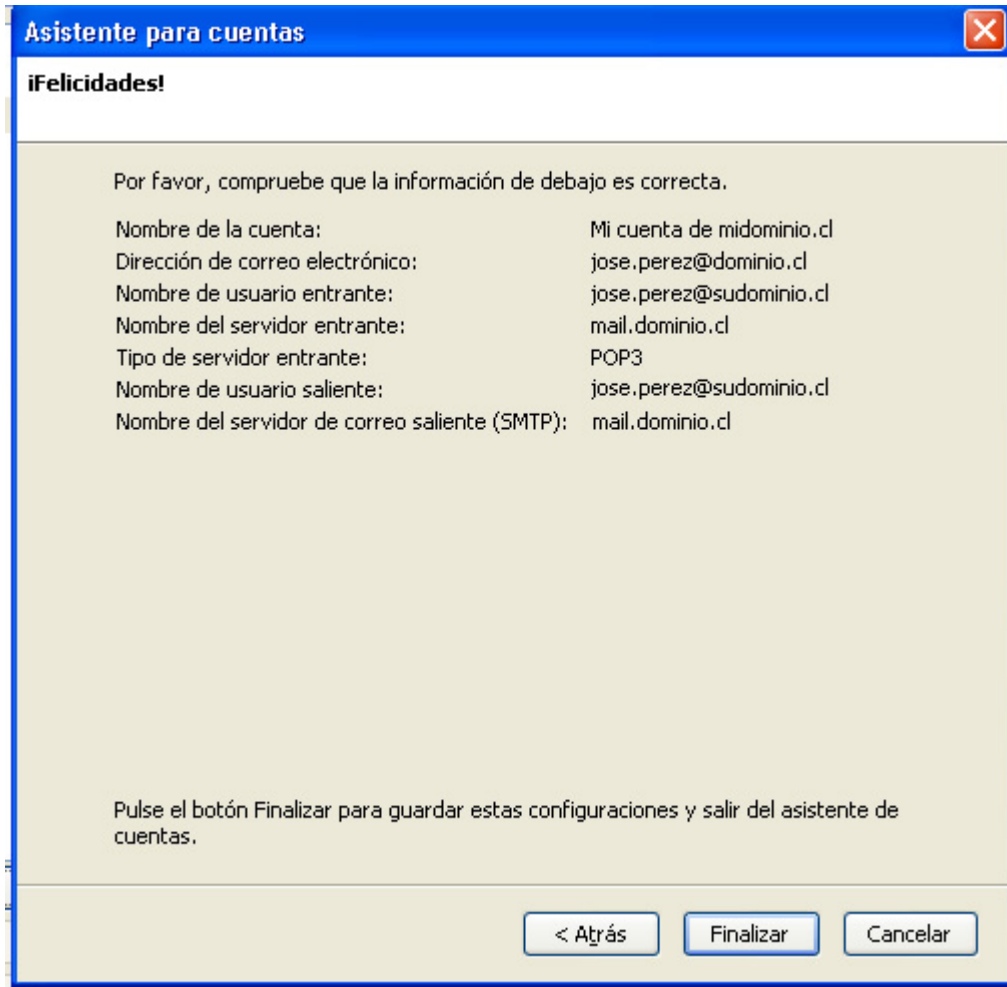 Asistente para cuentas
¡Felicidades!
Por favor, compruebe que la información de debajo es correcta.
Nombre de la cuenta: Mi cuenta de midominio.cl
Dirección de correo electrónico: jose.perez@dominio.cl
Nombre de usuario entrante: jose.perez@sudominio.cl
Nombre del servidor entrante: mail.dominio.cl
Tipo de servidor entrante: POP3
Nombre de usuario saliente: jose.perez@sudominio.cl
Nombre del servidor de correo saliente (SMTP): mail.dominio.cl
Pulse el botón Finalizar para guardar estas configuraciones y salir del asistente de
cuentas.
< Atrás Finalizar Cancelar